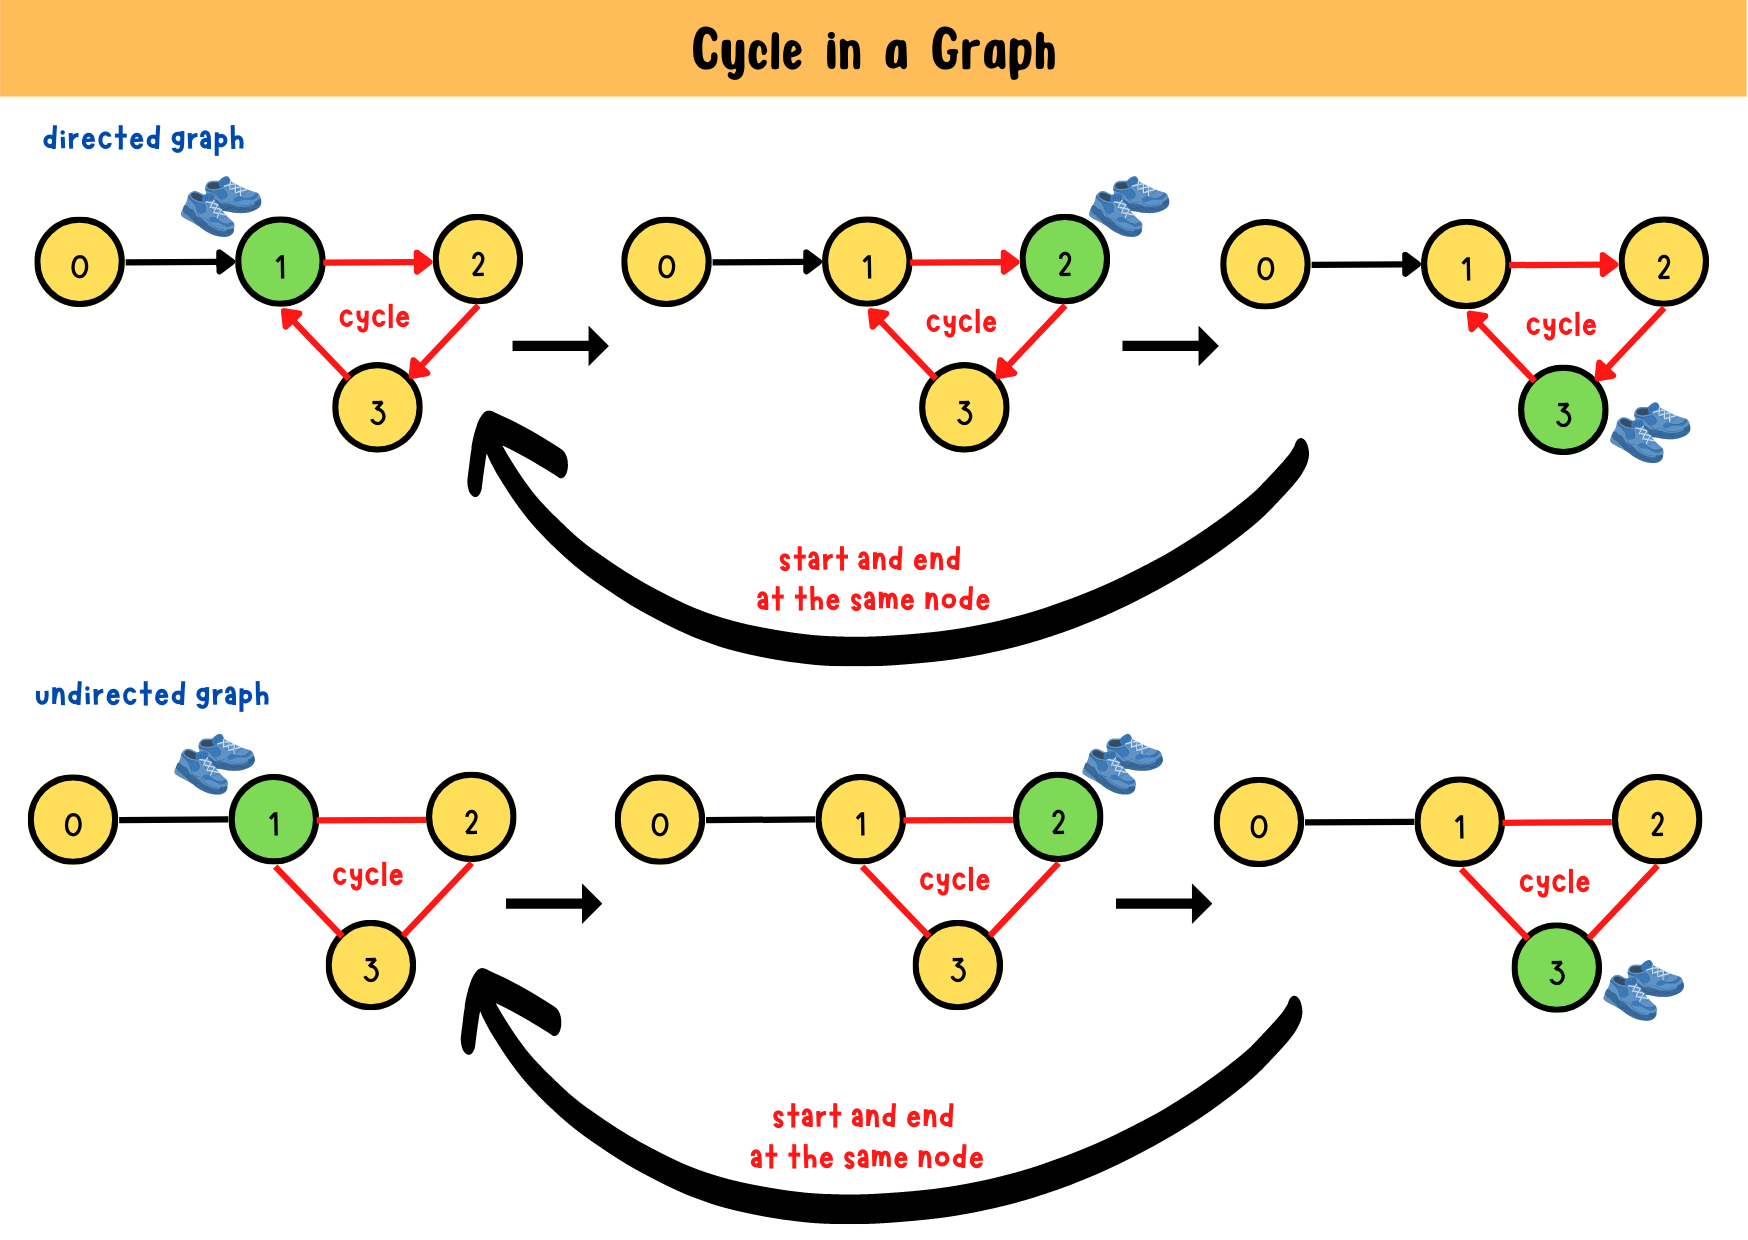 Cycle in a Graph
directed graph
0 1 2 0 1 2 0 1 2
cycle cycle cycle
3 3 3
start and end
at the same node
undirected graph
0 1 2 0 1 2 0 1 2
cycle cycle cycle
3 3 3
start and end
at the same node